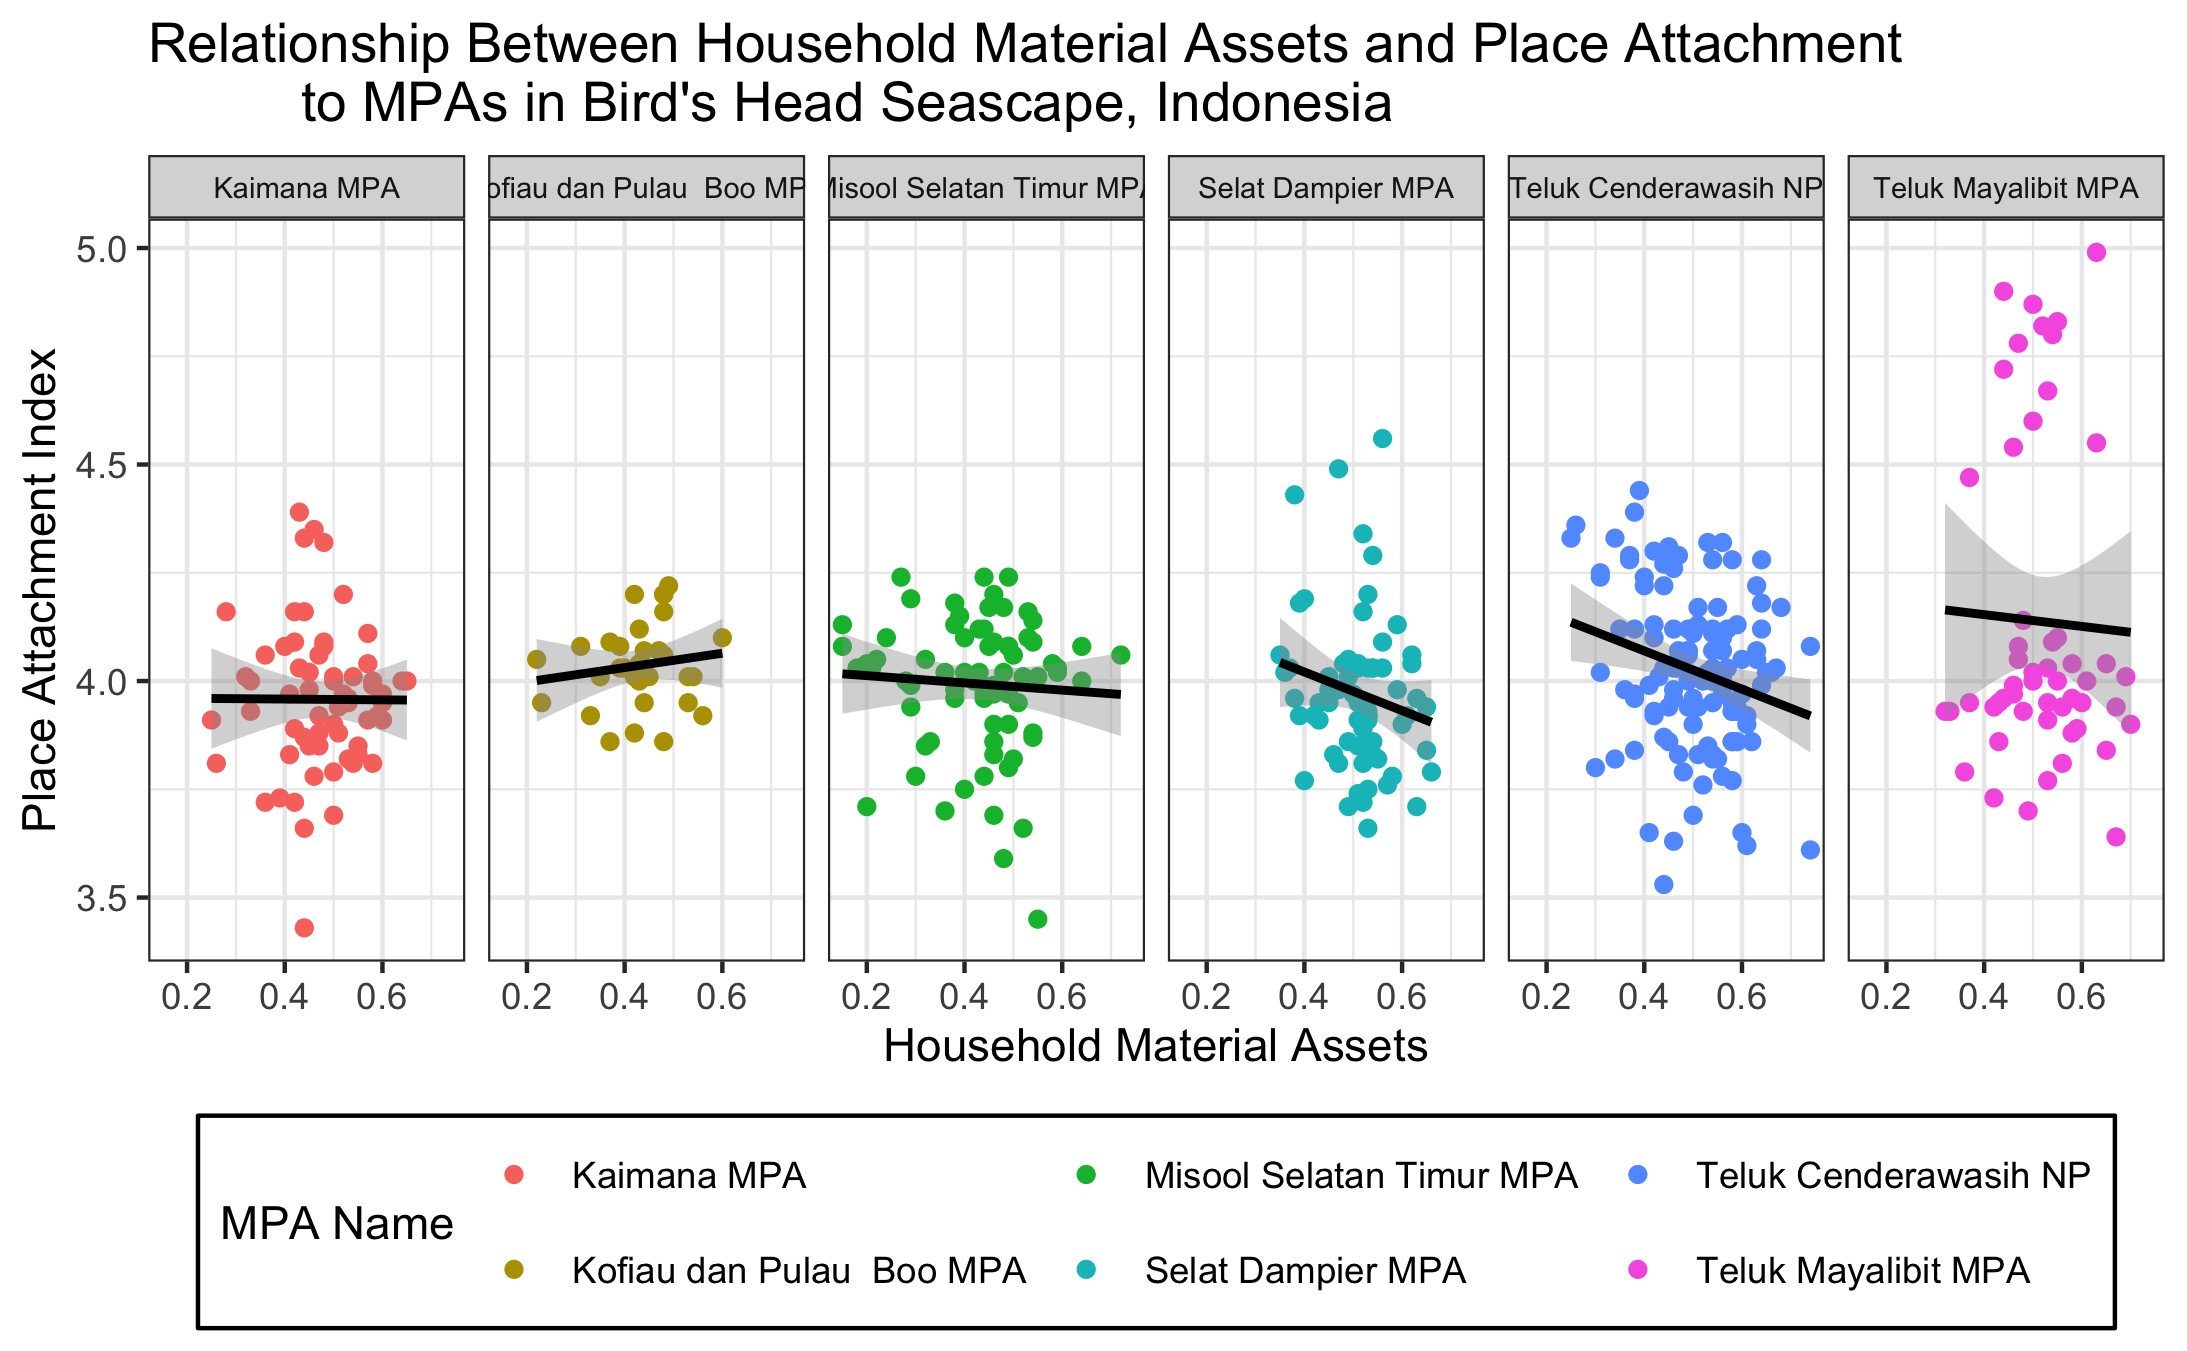 Relationship Between Household Material Assets and Place Attachment
to MPAs in Bird's Head Seascape, Indonesia
Kaimana MPA
ofiau dan Pulau  Boo MP
Misool Selatan Timur MPA
Selat Dampier MPA
Teluk Cenderawasih NP
Teluk Mayalibit MPA
Place Attachment Index
5.0
4.5
4.0
3.5
0.2 0.4 0.6
0.2 0.4 0.6
0.2 0.4 0.6
0.2 0.4 0.6
0.2 0.4 0.6
0.2 0.4 0.6
Household Material Assets
MPA Name
Kaimana MPA
Kofiau dan Pulau  Boo MPA
Misool Selatan Timur MPA
Selat Dampier MPA
Teluk Cenderawasih NP
Teluk Mayalibit MPA